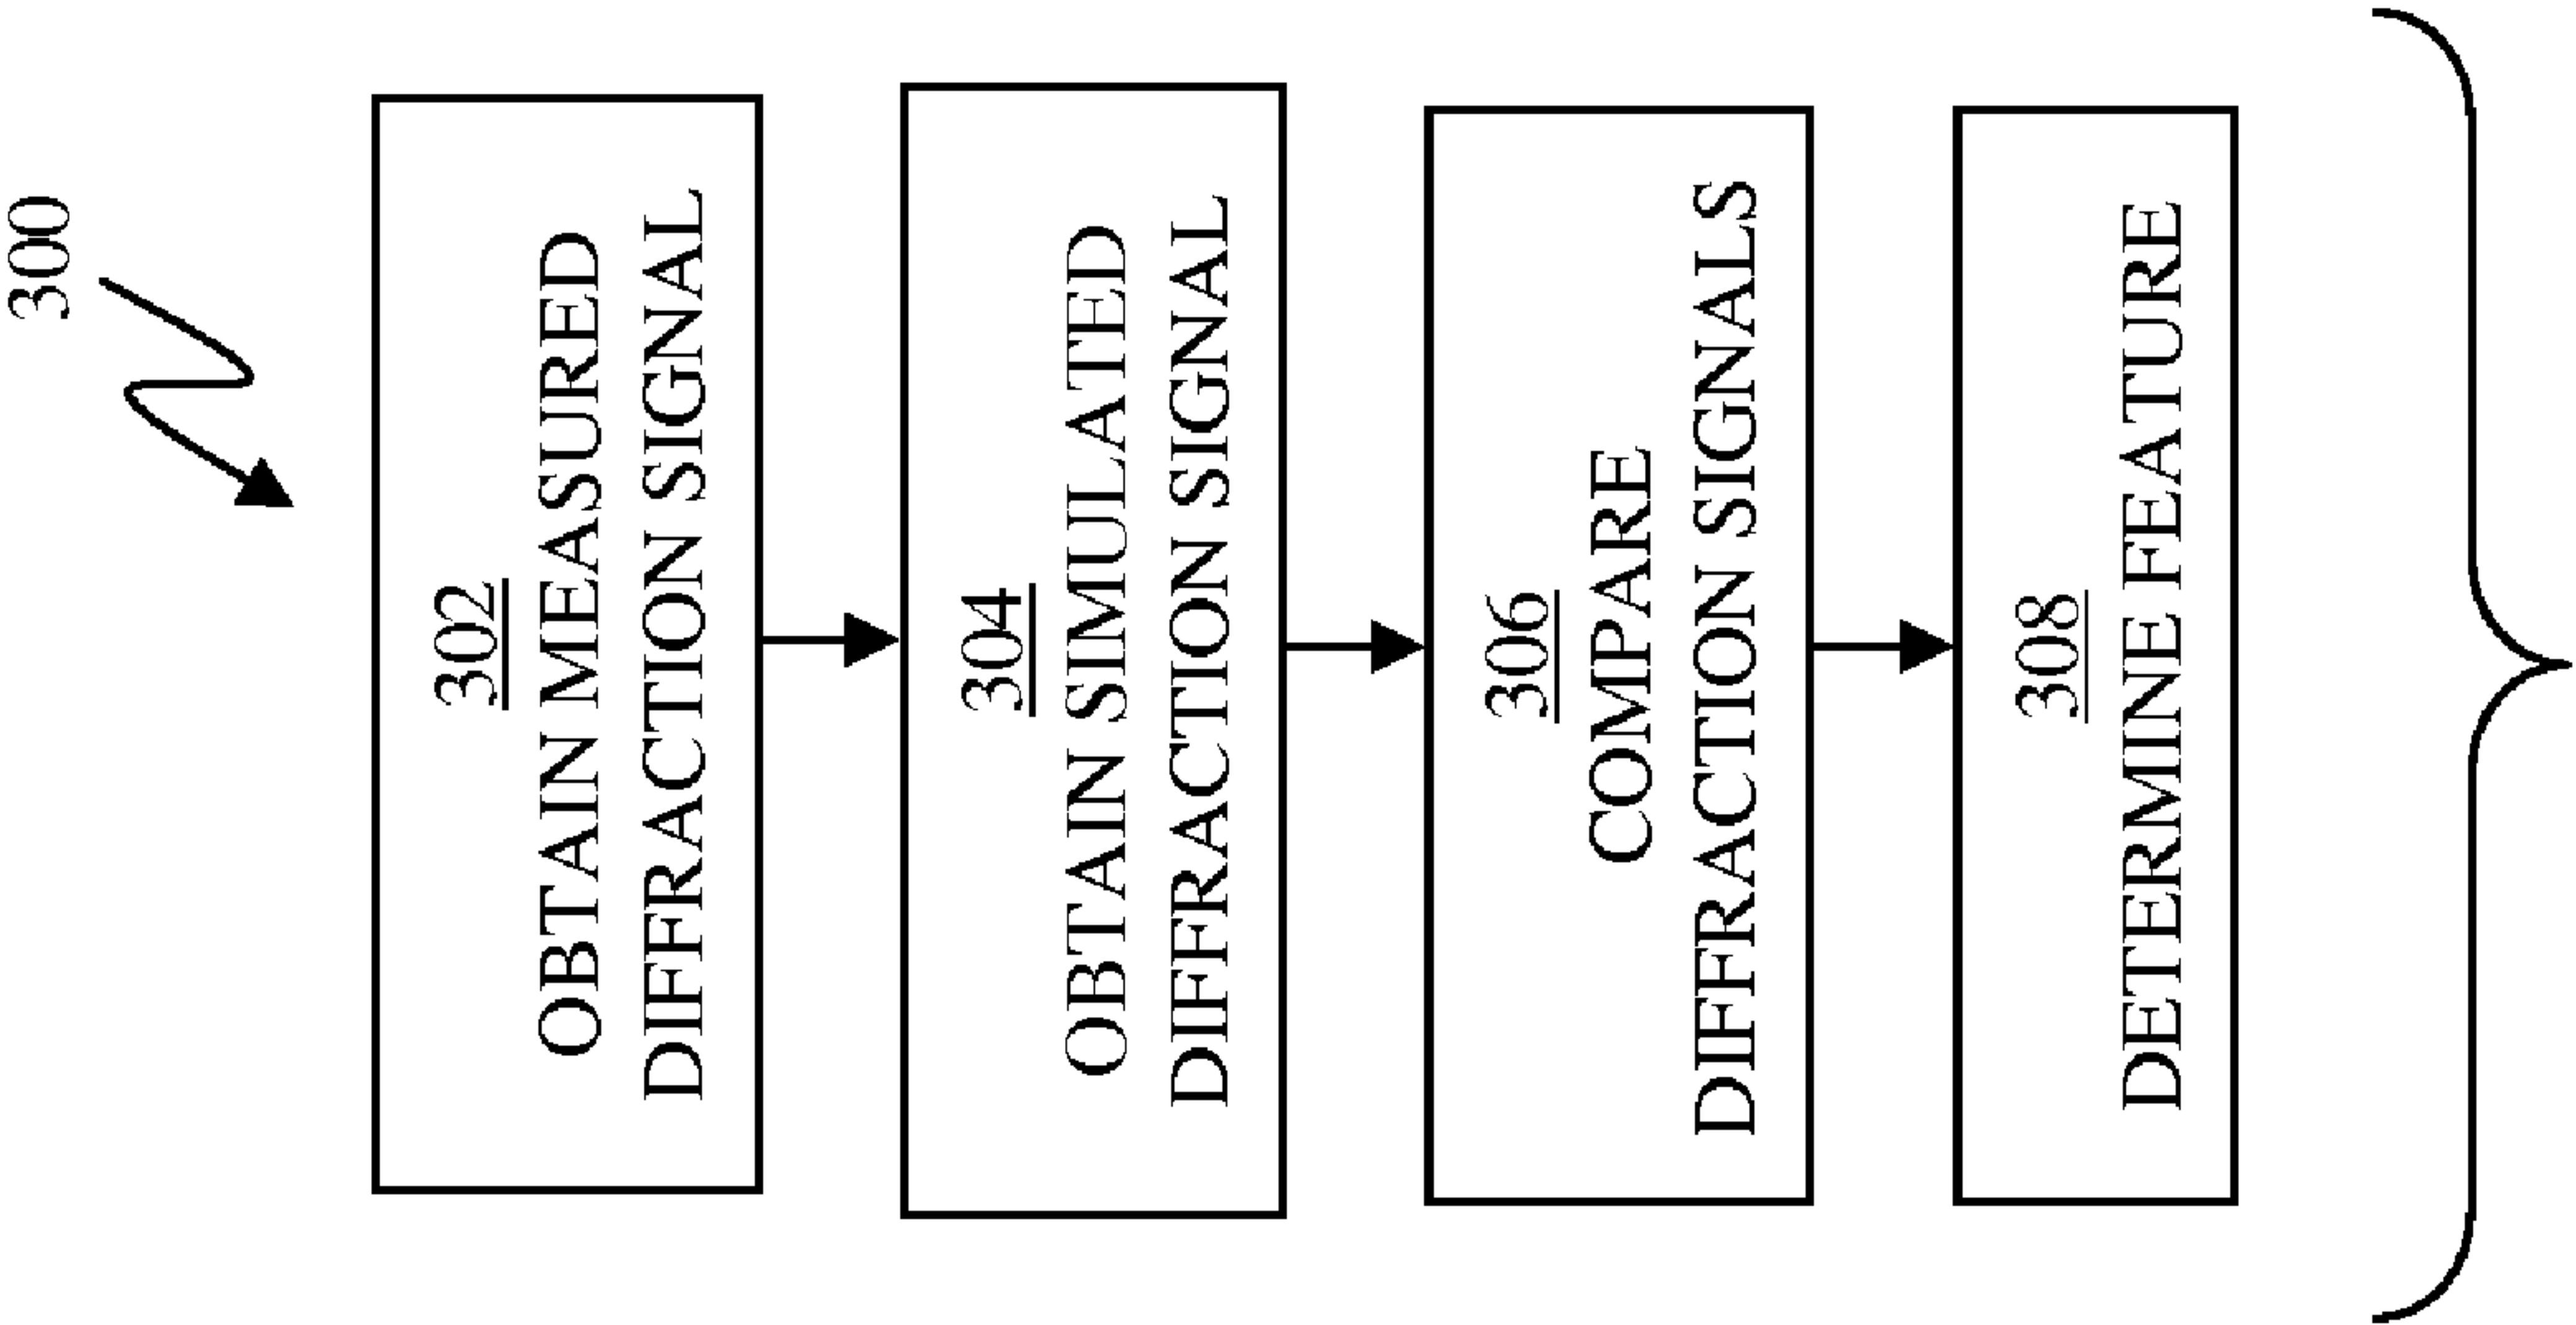 300
302
OBTAIN MEASURED
DIFFRACTION SIGNAL
304
OBTAIN SIMULATED
DIFFRACTION SIGNAL
306
COMPARE
DIFFRACTION SIGNALS
308
DETERMINE FEATURE